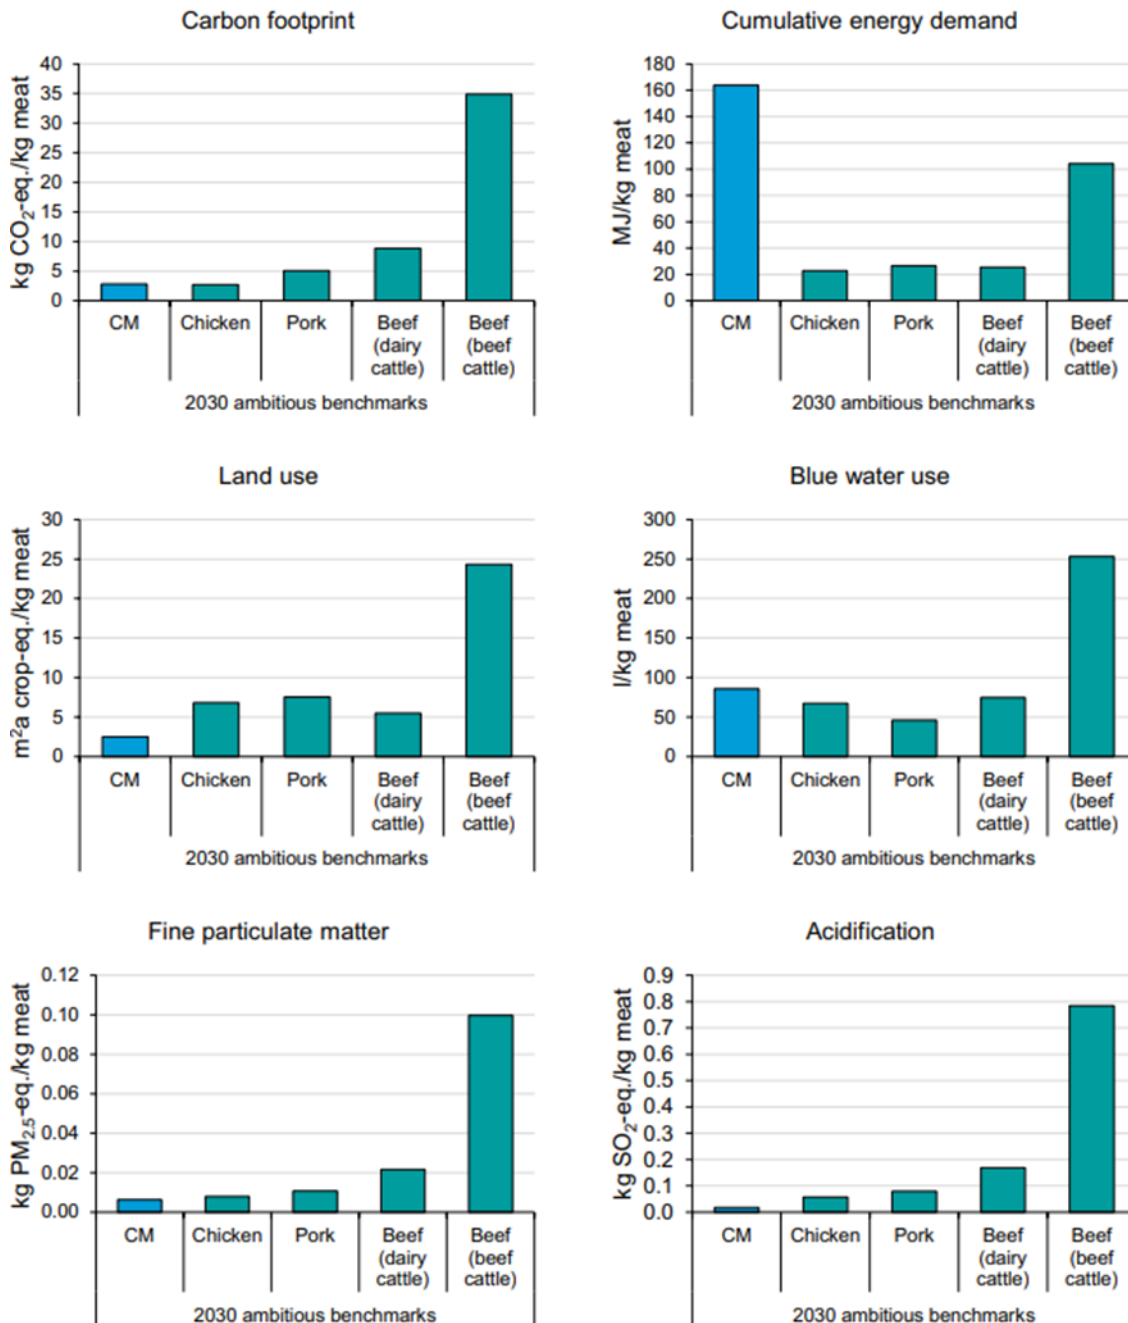 Carbon footprint
kg CO₂-eq./kg meat
40
35
30
25
20
15
10
5
0
CM
Chicken
Pork
Beef
(dairy
cattle)
Beef
(beef
cattle)
2030 ambitious benchmarks
Cumulative energy demand
MJ/kg meat
180
160
140
120
100
80
60
40
20
0
CM
Chicken
Pork
Beef
(dairy
cattle)
Beef
(beef
cattle)
2030 ambitious benchmarks
Land use
m²a crop-eq./kg meat
30
25
20
15
10
5
0
CM
Chicken
Pork
Beef
(dairy
cattle)
Beef
(beef
cattle)
2030 ambitious benchmarks
Blue water use
l/kg meat
300
250
200
150
100
50
0
CM
Chicken
Pork
Beef
(dairy
cattle)
Beef
(beef
cattle)
2030 ambitious benchmarks
Fine particulate matter
kg PM₂.₅-eq./kg meat
0.12
0.10
0.08
0.06
0.04
0.02
0.00
CM
Chicken
Pork
Beef
(dairy
cattle)
Beef
(beef
cattle)
2030 ambitious benchmarks
Acidification
kg SO₂-eq./kg meat
0.9
0.8
0.7
0.6
0.5
0.4
0.3
0.2
0.1
0.0
CM
Chicken
Pork
Beef
(dairy
cattle)
Beef
(beef
cattle)
2030 ambitious benchmarks